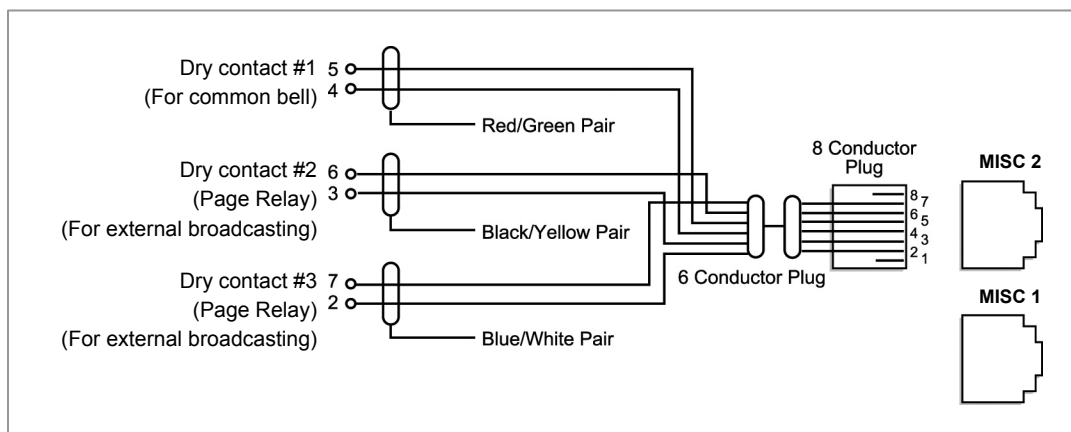 Dry contact #1 5
(For common bell) 4
Red/Green Pair
Dry contact #2 6
(Page Relay) 3
(For external broadcasting)
Black/Yellow Pair
Dry contact #3 7
(Page Relay) 2
(For external broadcasting)
Blue/White Pair
6 Conductor Plug
8 Conductor
Plug
8
7
6
5
4
3
2
1
MISC 2
MISC 1